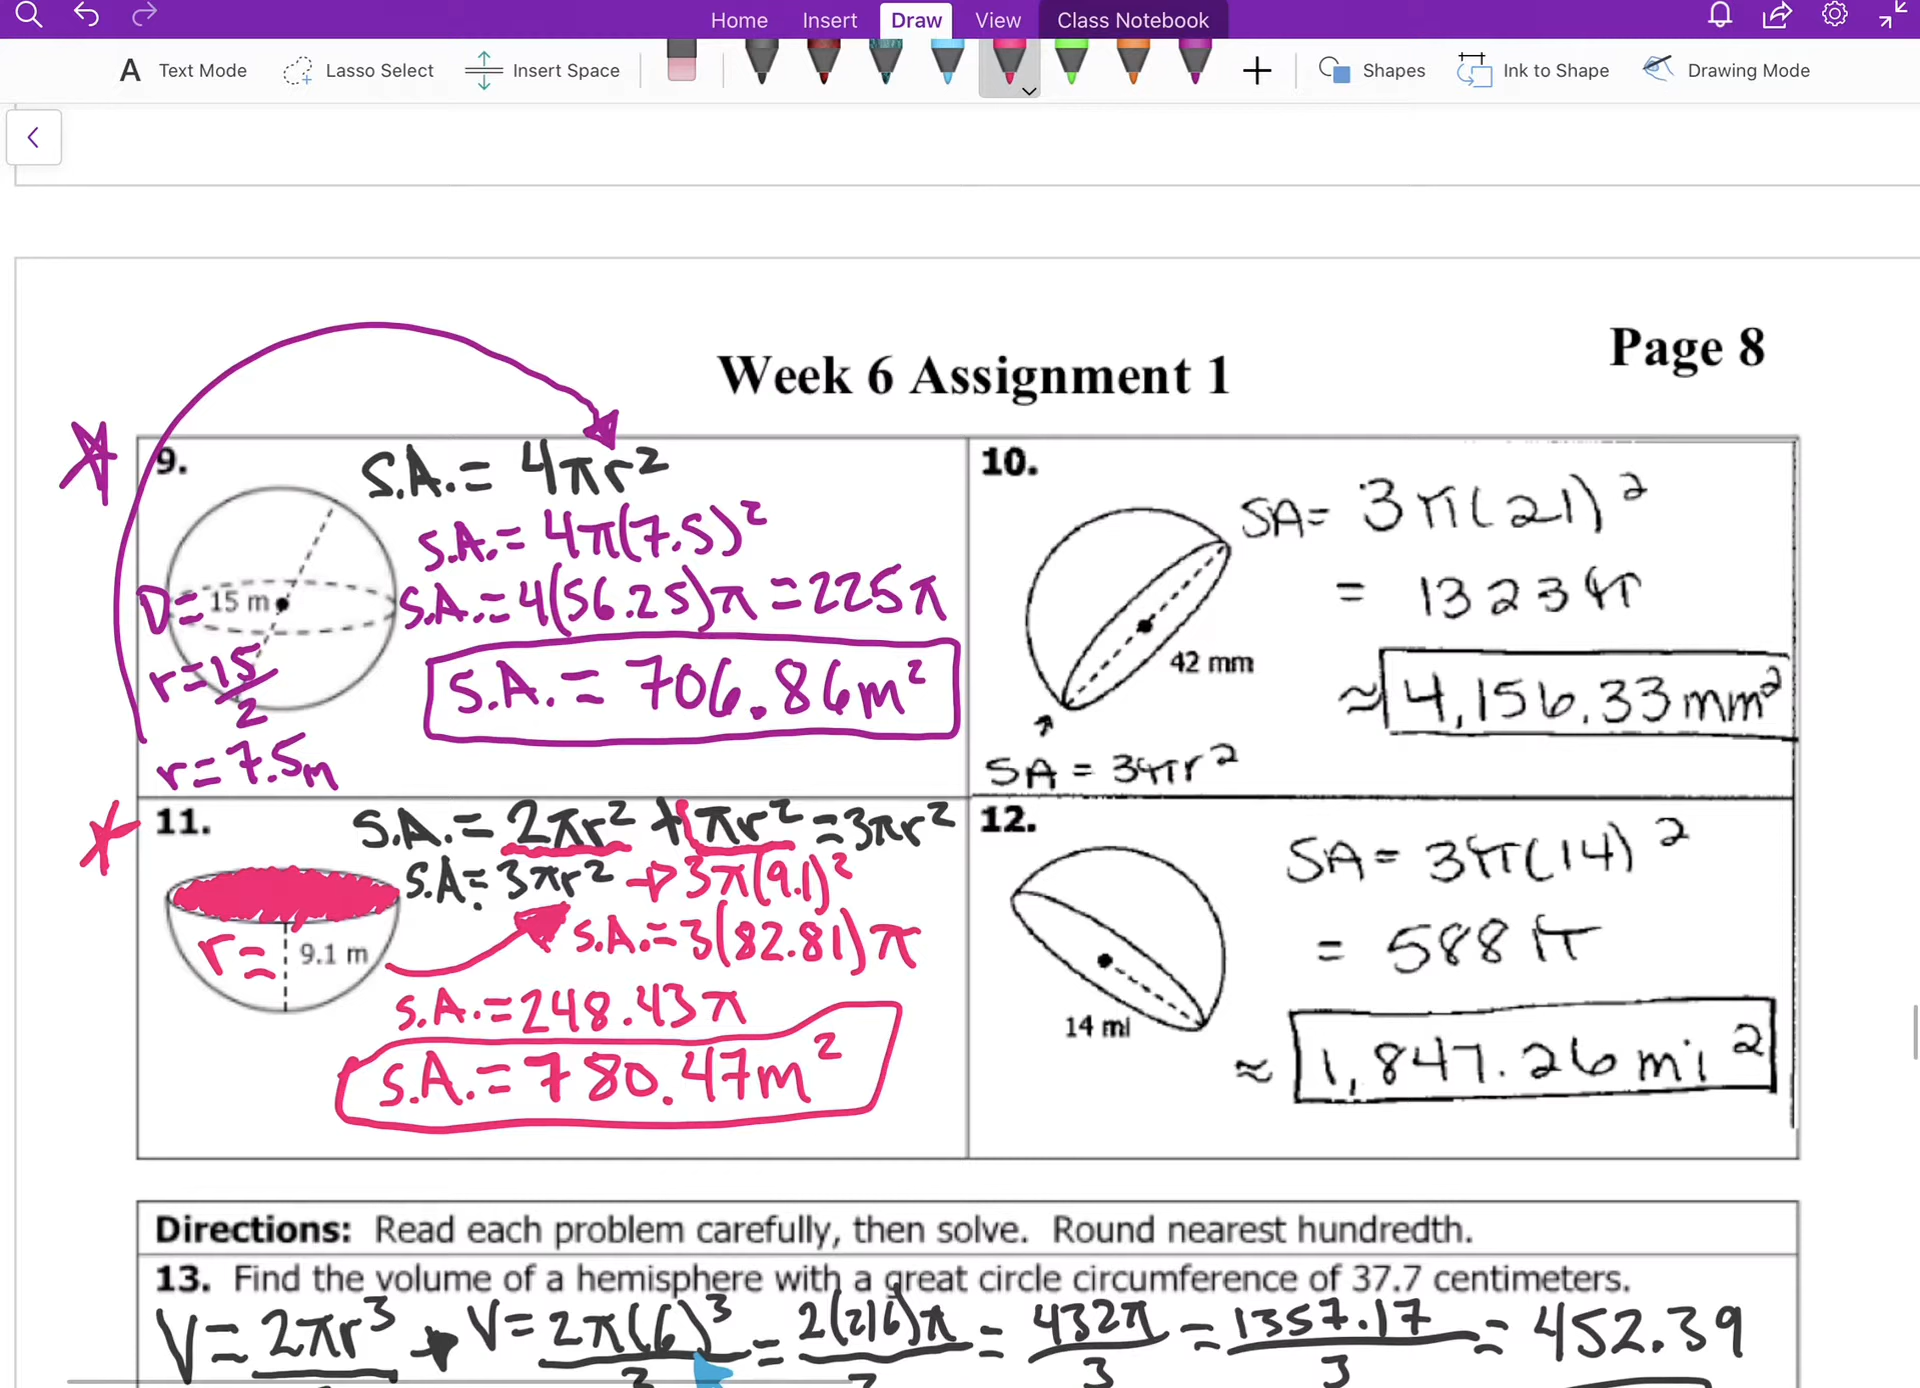 Home Insert Draw View Class Notebook
Text Mode Lasso Select Insert Space Shapes Ink to Shape Drawing Mode
Page 8
Week 6 Assignment 1
9.
S.A. = 4πr²
S.A. = 4π(7.5)²
D = 15 m
S.A. = 4(56.25)π = 225π
r = 15/2
S.A. = 706.86m²
r = 7.5m
10.
SA = 3π(21)²
= 1323π
42 mm
≈ 4,156.33 mm²
SA = 3πr²
11.
S.A. = 2πr² + πr² = 3πr²
S.A. = 3πr² → 3π(9.1)²
r = 9.1 m
S.A. = 3(82.81)π
S.A. = 248.43π
S.A. = 780.47m²
12.
SA = 3π(14)²
= 588π
14 mi
≈ 1,847.26 mi²
Directions: Read each problem carefully, then solve. Round nearest hundredth.
13. Find the volume of a hemisphere with a great circle circumference of 37.7 centimeters.
V = 2πr³ → V = 2π(6)³/3 = 2(216)π/3 = 432π/3 = 1357.17/3 = 452.39